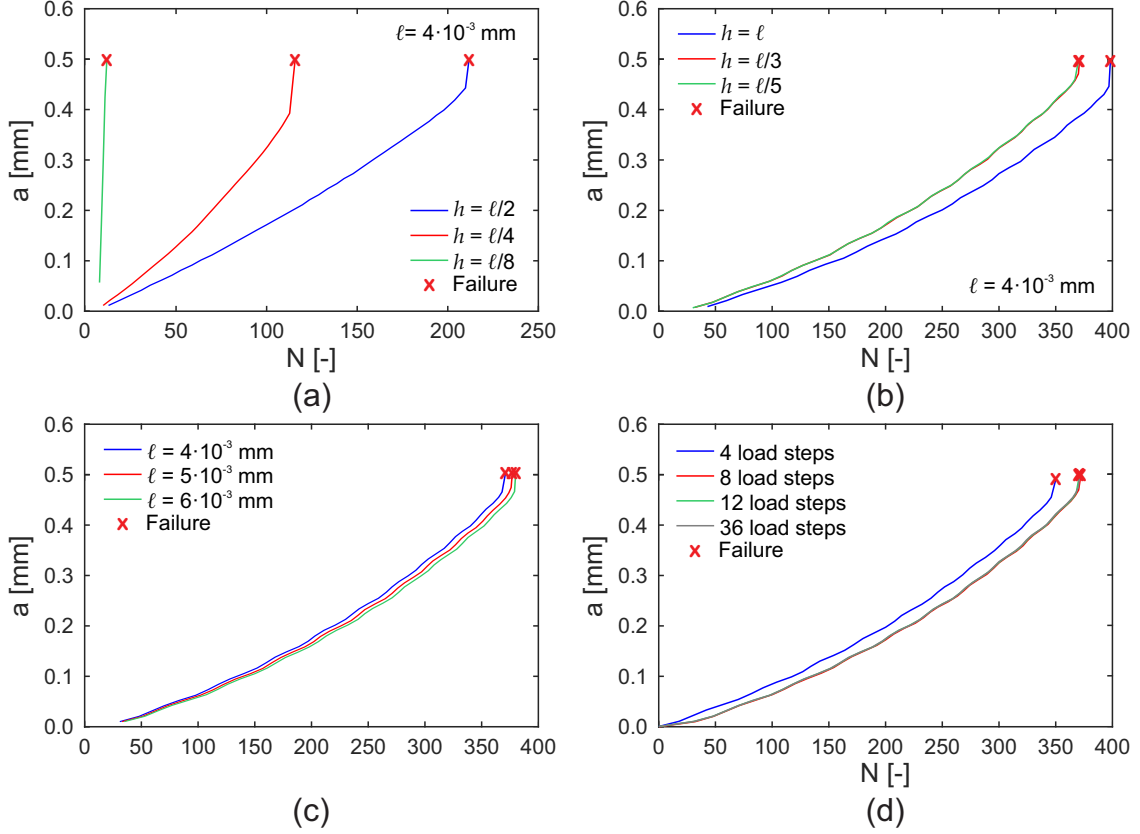 0.6
0.5
0.4
0.3
0.2
0.1
0.0
a [mm]
ℓ= 4·10⁻³ mm
h = ℓ/2
h = ℓ/4
h = ℓ/8
Failure
0 50 100 150 200 250
N [-]
(a)
0.6
0.5
0.4
0.3
0.2
0.1
0.0
a [mm]
h = ℓ
h = ℓ/3
h = ℓ/5
Failure
ℓ = 4·10⁻³ mm
0 50 100 150 200 250 300 350 400
N [-]
(b)
0.6
0.5
0.4
0.3
0.2
0.1
0.0
a [mm]
ℓ = 4·10⁻³ mm
ℓ = 5·10⁻³ mm
ℓ = 6·10⁻³ mm
Failure
0 50 100 150 200 250 300 350 400
(c)
0.6
0.5
0.4
0.3
0.2
0.1
0.0
a [mm]
4 load steps
8 load steps
12 load steps
36 load steps
Failure
0 50 100 150 200 250 300 350 400
N [-]
(d)